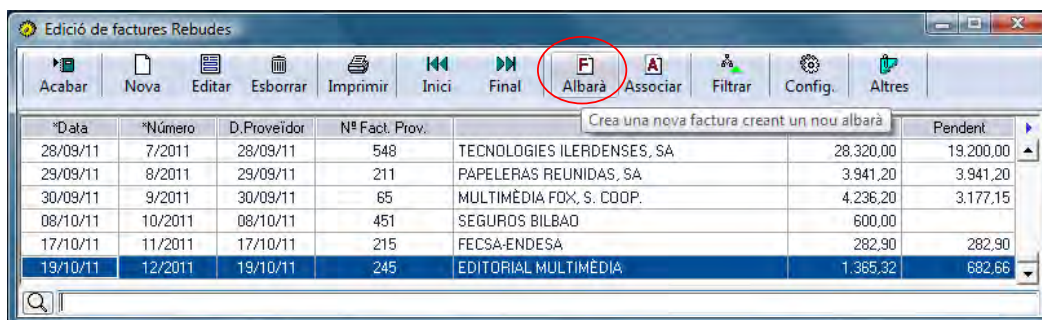 Edició de factures Rebudes
Acabar Nova Editar Esborrar Imprimir Inici Final F Albarà A Associar Filtrar Config. Altres
Crea una nova factura creant un nou albarà
*Data *Número D.Proveïdor Nº Fact. Prov. Pendent
28/09/11 7/2011 28/09/11 548 TECNOLOGIES ILERDENSES, SA 28.320,00 19.200,00
29/09/11 8/2011 29/09/11 211 PAPELERAS REUNIDAS, SA 3.941,20 3.941,20
30/09/11 9/2011 30/09/11 65 MULTIMÈDIA FOX, S. COOP. 4.236,20 3.177,15
08/10/11 10/2011 08/10/11 451 SEGUROS BILBAO 600,00
17/10/11 11/2011 17/10/11 215 FECSA-ENDESA 282,90 282,90
19/10/11 12/2011 19/10/11 245 EDITORIAL MULTIMÈDIA 1.365,32 682,66